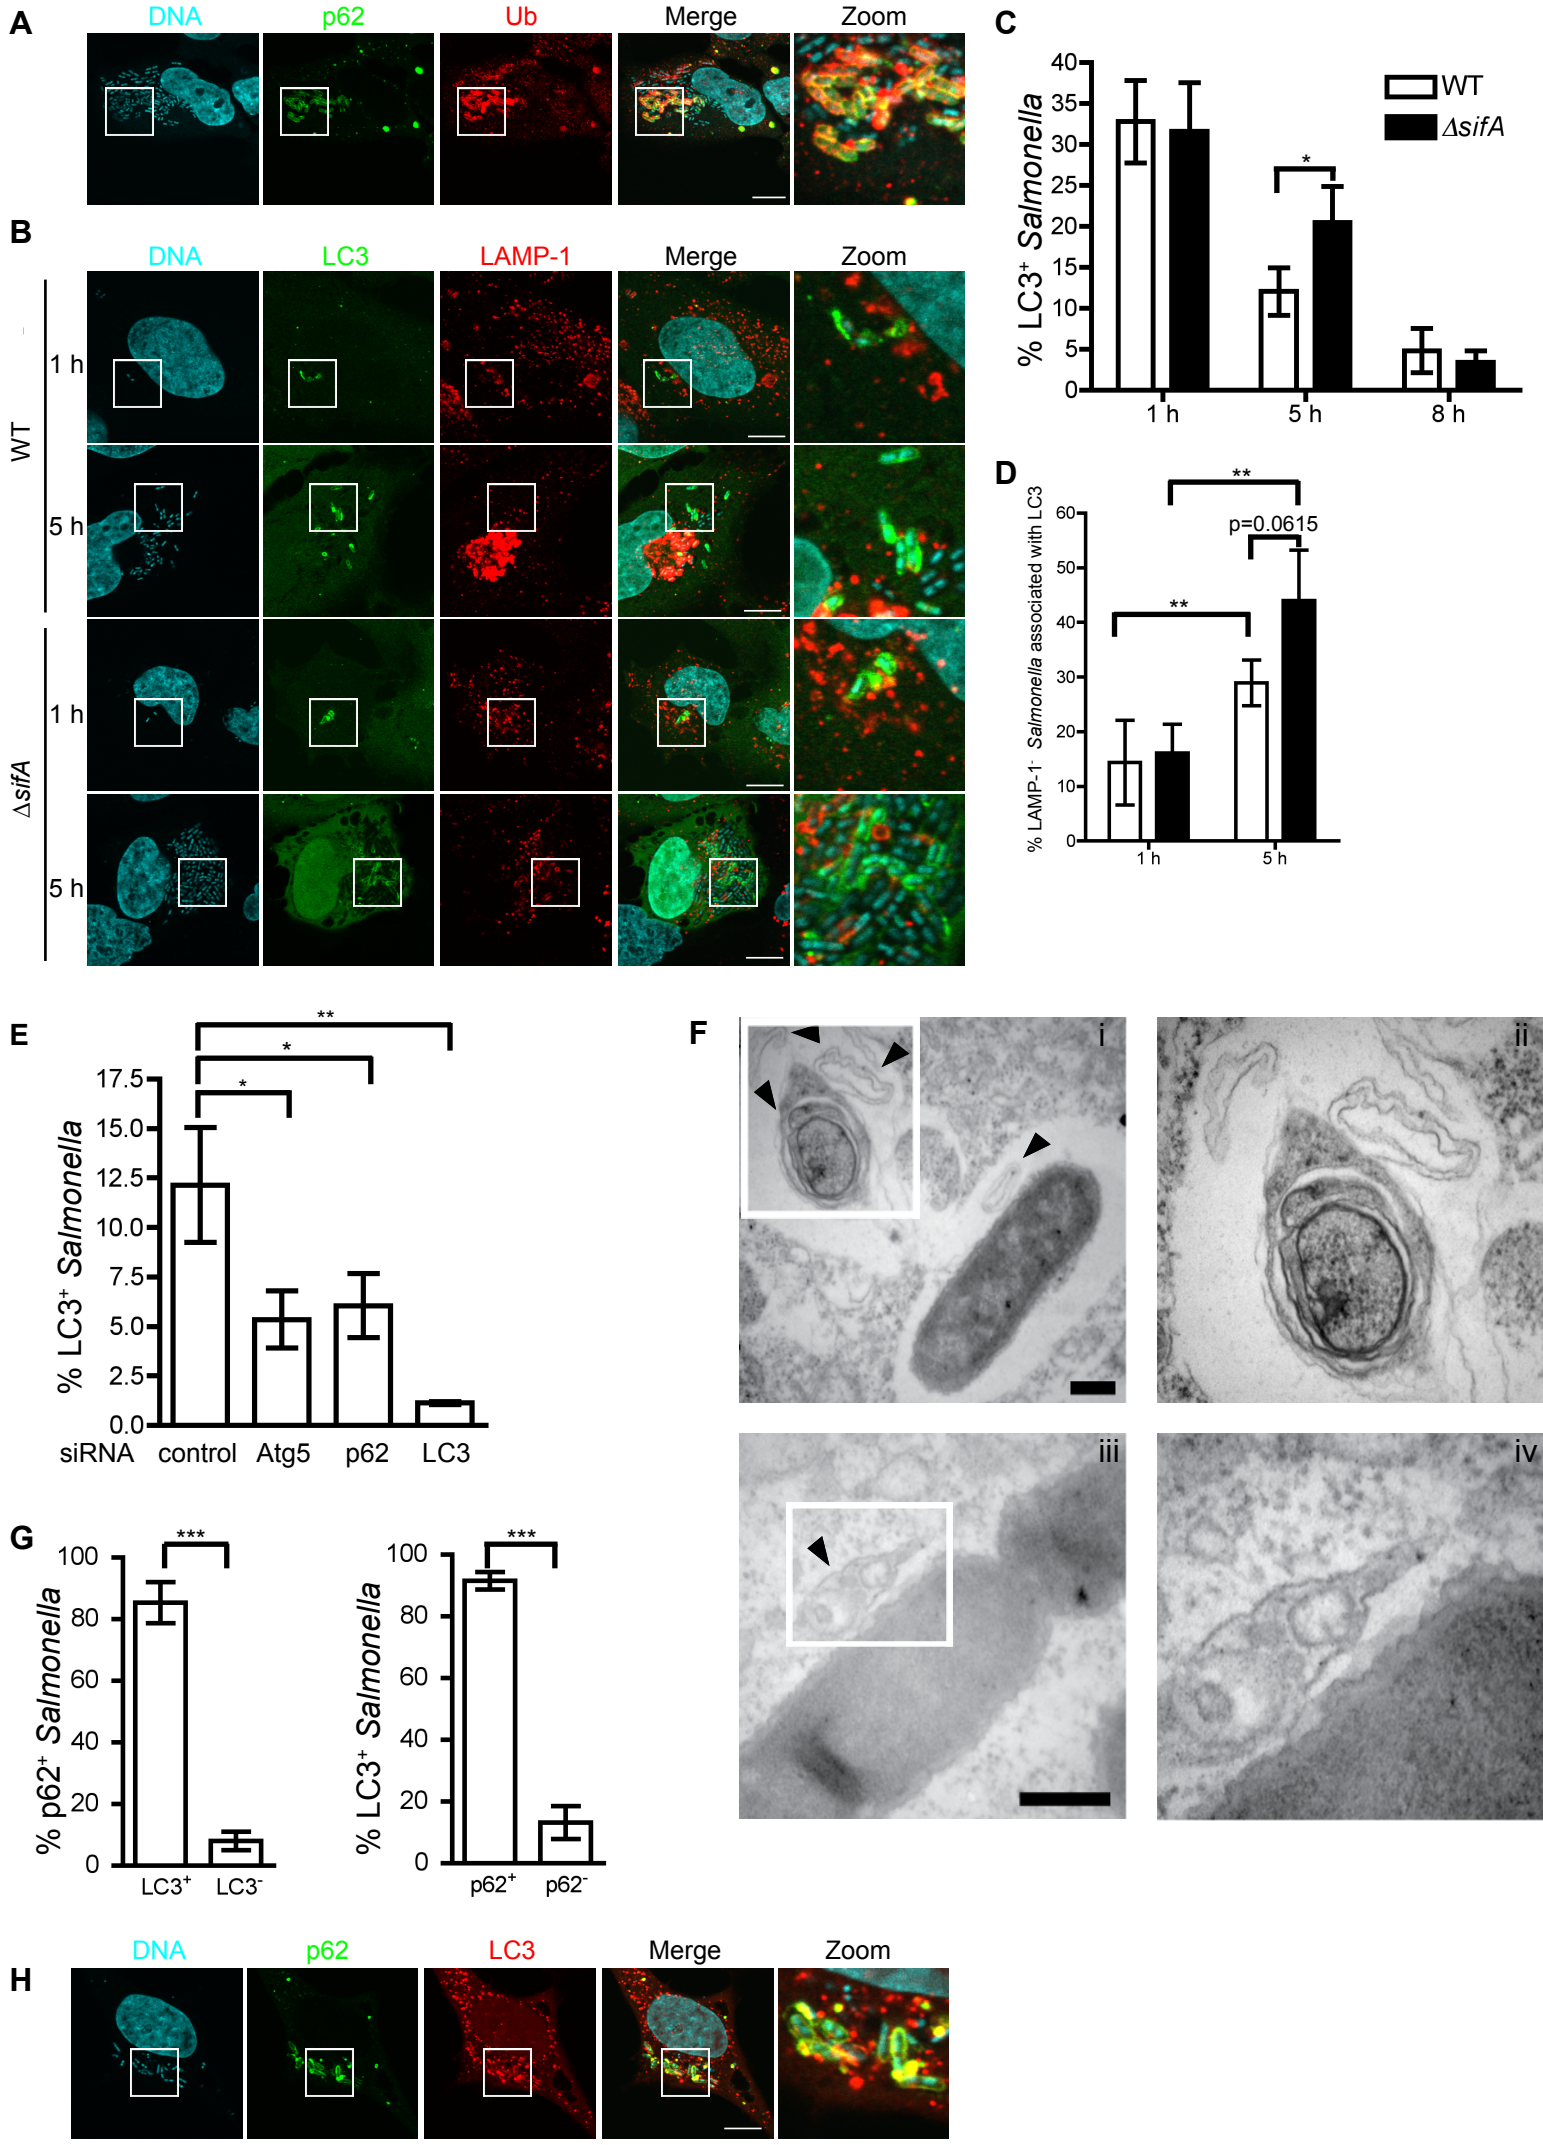 A
DNA p62 Ub Merge Zoom
B
DNA LC3 LAMP-1 Merge Zoom
WT
1 h
5 h
ΔsifA
1 h
5 h
C
% LC3⁺ Salmonella
40
35
30
25
20
15
10
5
0
WT
ΔsifA
*
1 h 5 h 8 h
D
% LAMP-1⁻ Salmonella associated with LC3
60
50
40
30
20
10
0
**
p=0.0615
**
1 h 5 h
E
% LC3⁺ Salmonella
17.5
15.0
12.5
10.0
7.5
5.0
2.5
0.0
**
*
*
siRNA control Atg5 p62 LC3
F
i
ii
iii
iv
G
% p62⁺ Salmonella
100
80
60
40
20
0
***
LC3⁺ LC3⁻
% LC3⁺ Salmonella
100
80
60
40
20
0
***
p62⁺ p62⁻
H
DNA p62 LC3 Merge Zoom